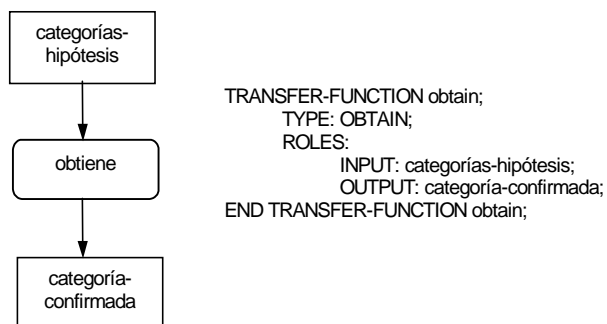 categorías-
hipótesis
obtiene
categoría-
confirmada
TRANSFER-FUNCTION obtain;
TYPE: OBTAIN;
ROLES:
INPUT: categorías-hipótesis;
OUTPUT: categoría-confirmada;
END TRANSFER-FUNCTION obtain;